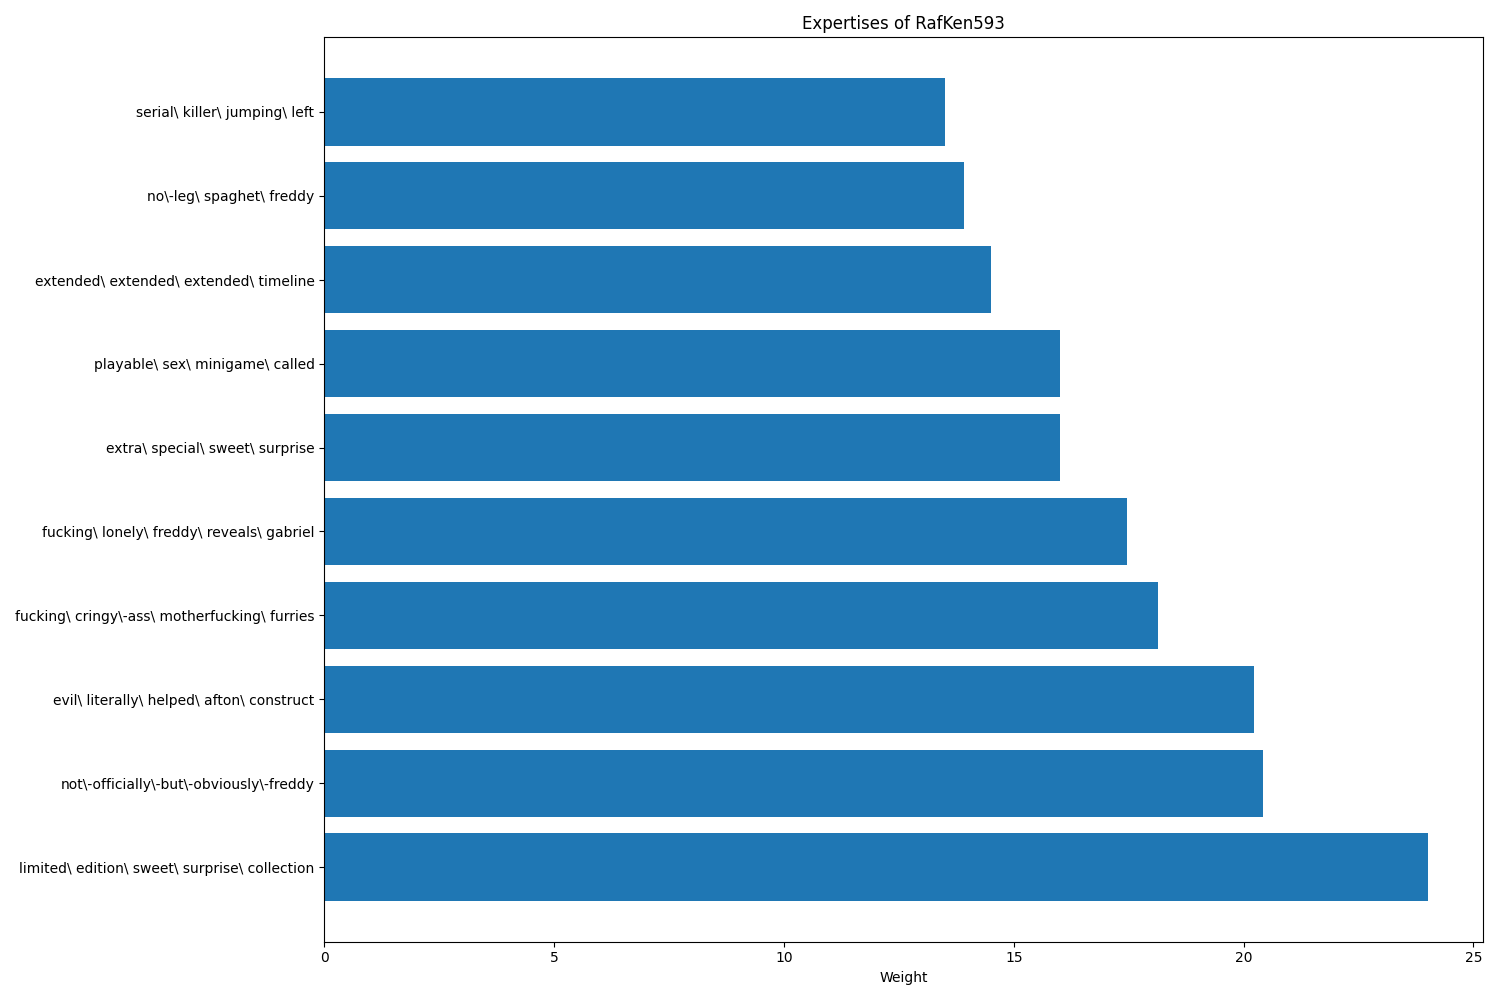 Expertises of RafKen593
serial\ killer\ jumping\ left
no\-leg\ spaghet\ freddy
extended\ extended\ extended\ timeline
playable\ sex\ minigame\ called
extra\ special\ sweet\ surprise
fucking\ lonely\ freddy\ reveals\ gabriel
fucking\ cringy\-ass\ motherfucking\ furries
evil\ literally\ helped\ afton\ construct
not\-officially\-but\-obviously\-freddy
limited\ edition\ sweet\ surprise\ collection
0 5 10 15 20 25
Weight